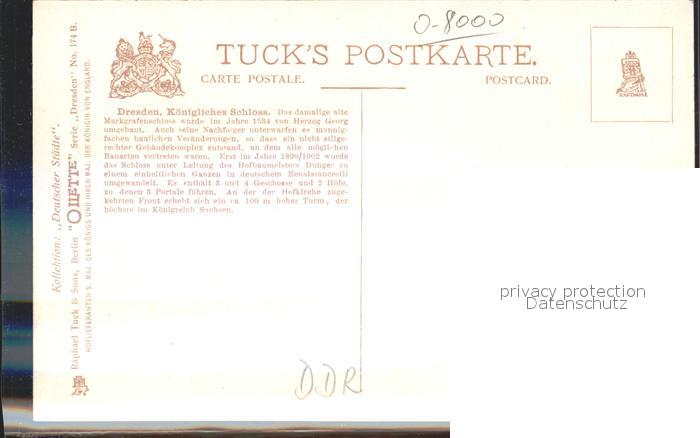 O-8000
TUCK'S POSTKARTE.
CARTE POSTALE.
POSTCARD.
Dresden, Königliches Schloss. Das damalige alte
Markgrafenschloss wurde im Jahre 1534 von Herzog Georg
umgebaut. Auch seine Nachfolger unterwarfen es mannig-
fachen baulichen Veränderungen, so dass ein nicht stilge-
rechter Gebäudekomplex entstand, an dem alle möglichen
Bauarten vertreten waren. Erst im Jahre 1890/1902 wurde
das Schloss unter Leitung des Hofbaumeisters Dunger zu
einem einheitlichen Ganzen in deutschem Renaissancestil
umgewandelt. Es enthält 3 und 4 Geschosse und 2 Höfe,
zu denen 3 Portale führen. An der der Hofkirche zuge-
kehrten Front erhebt sich ein ca. 100 m hoher Turm, der
höchste im Königreich Sachsen.
Kollektion: „Deutscher Städte".
Raphael Tuck & Sons, Berlin "OILETTE" Serie „Dresden" No. 174 B.
HOFLIEFERANTEN S. MAJ. DES KÖNIGS UND IHRER MAJ. DER KÖNIGIN VON ENGLAND.
DDR
privacy protection
Datenschutz